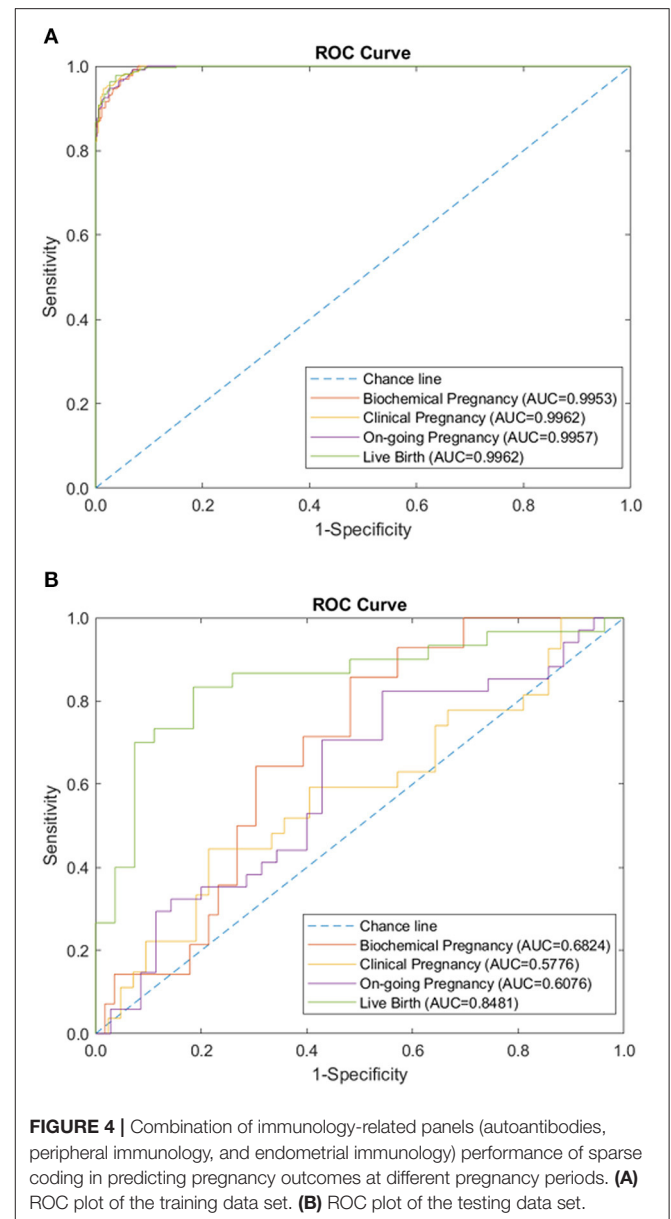 A
ROC Curve
1.0
0.8
0.6
0.4
0.2
0.0
Sensitivity
Chance line
Biochemical Pregnancy (AUC=0.9953)
Clinical Pregnancy (AUC=0.9962)
On-going Pregnancy (AUC=0.9957)
Live Birth (AUC=0.9962)
0.0 0.2 0.4 0.6 0.8 1.0
1-Specificity
B
ROC Curve
1.0
0.8
0.6
0.4
0.2
0.0
Sensitivity
Chance line
Biochemical Pregnancy (AUC=0.6824)
Clinical Pregnancy (AUC=0.5776)
On-going Pregnancy (AUC=0.6076)
Live Birth (AUC=0.8481)
0.0 0.2 0.4 0.6 0.8 1.0
1-Specificity
FIGURE 4 | Combination of immunology-related panels (autoantibodies,
peripheral immunology, and endometrial immunology) performance of sparse
coding in predicting pregnancy outcomes at different pregnancy periods. (A)
ROC plot of the training data set. (B) ROC plot of the testing data set.